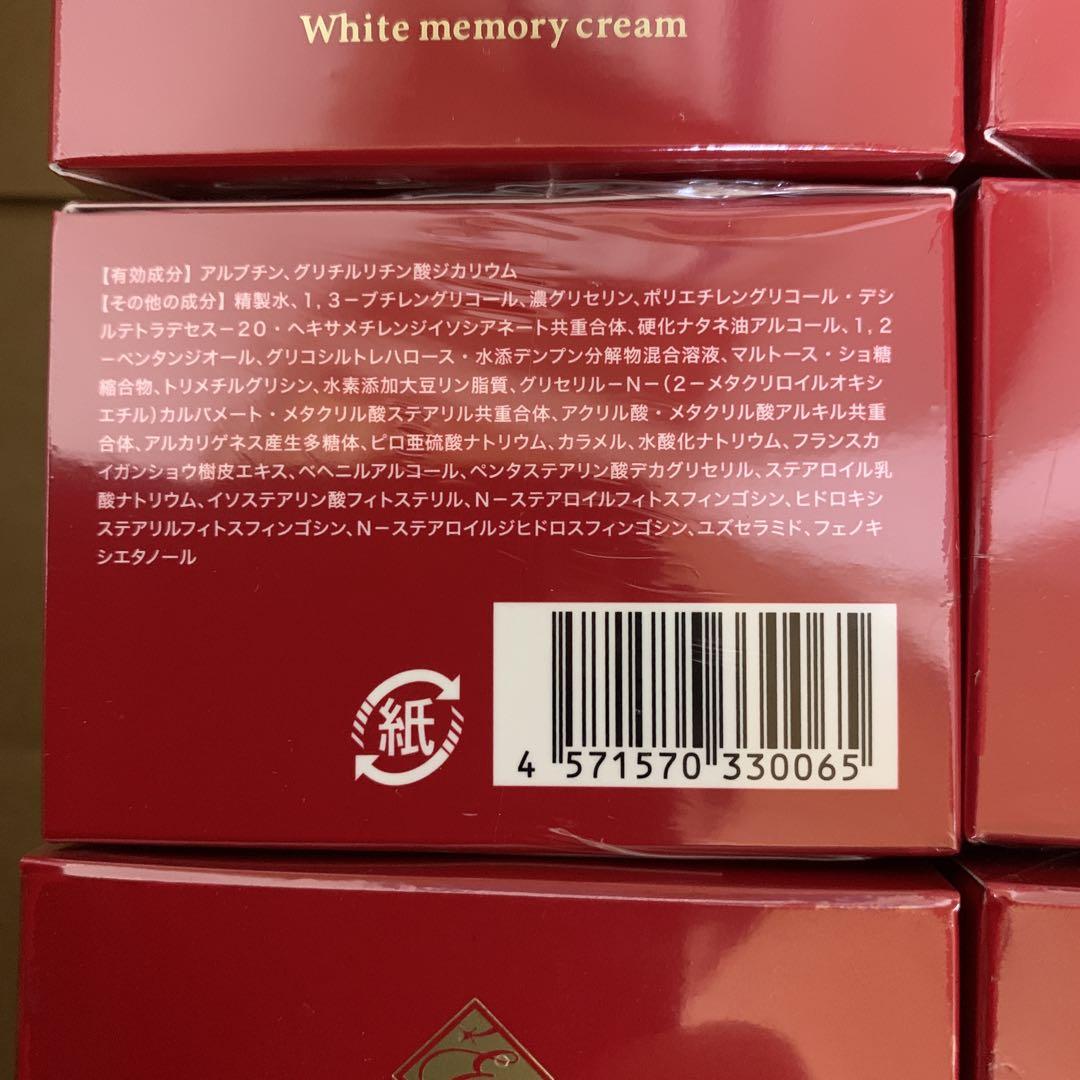 White memory cream
【有効成分】アルブチン、グリチルリチン酸ジカリウム
【その他の成分】精製水、1,3−ブチレングリコール、濃グリセリン、ポリエチレングリコール・デシ
ルテトラデセス−20・ヘキサメチレンジイソシアネート共重合体、硬化ナタネ油アルコール、1,2
−ペンタンジオール、グリコシルトレハロース・水添デンプン分解物混合溶液、マルトース・ショ糖
縮合物、トリメチルグリシン、水素添加大豆リン脂質、グリセリル−N−(2−メタクリロイルオキシ
エチル)カルバメート・メタクリル酸ステアリル共重合体、アクリル酸・メタクリル酸アルキル共重
合体、アルカリゲネス産生多糖体、ピロ亜硫酸ナトリウム、カラメル、水酸化ナトリウム、フランスカ
イガンショウ樹皮エキス、ベヘニルアルコール、ペンタステアリン酸デカグリセリル、ステアロイル乳
酸ナトリウム、イソステアリン酸フィトステリル、N−ステアロイルフィトスフィンゴシン、ヒドロキシ
ステアリルフィトスフィンゴシン、N−ステアロイルジヒドロスフィンゴシン、ユズセラミド、フェノキ
シエタノール
紙
4 571570 330065